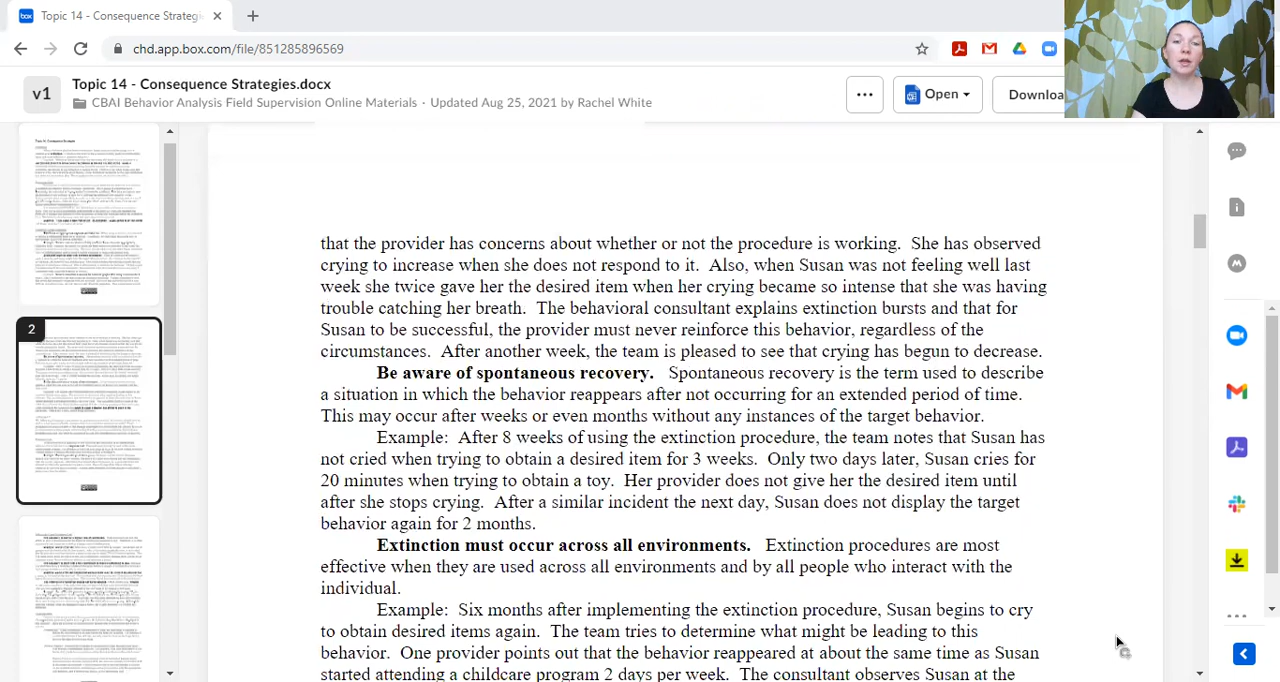 Topic 14 - Consequence Strateg
chd.app.box.com/file/851285896569
v1
Topic 14 - Consequence Strategies.docx
CBAI Behavior Analysis Field Supervision Online Materials · Updated Aug 25, 2021 by Rachel White
Open
Downloa
2
that the provider is uncertain about whether or not the procedure is working. She has observed
more tantrums, while she tries not to respond to it. Also, when Susan was not feeling well last
week she twice gave her the desired item when her crying became so intense that she was having
trouble catching her breath. The behavioral consultant explains extinction bursts and that for
Susan to be successful, the provider must never reinforce this behavior, regardless of the
circumstances. After another week, the team is pleased to see that crying has begun to decrease.
Be aware of spontaneous recovery. Spontaneous recovery is the term used to describe
a situation in which a behavior reappears after not occurring for an extended period of time.
This may occur after weeks or even months without any instances of the target behavior.
Example: After 6 weeks of using the extinction procedure, the team notes that Susan has
not cried when trying to obtain a desired item for 3 weeks. Only two days later, Susan cries for
20 minutes when trying to obtain a toy. Her provider does not give her the desired item until
after she stops crying. After a similar incident the next day, Susan does not display the target
behavior again for 2 months.
Extinction must be used across all environments. Extinction procedures are most
effective when they are used across all environments and by all people who interact with the
individual.
Example: Six months after implementing the extinction procedure, Susan begins to cry
for desired items again. The team tries to determine what might be leading to this
One provider points out that the behavior reappeared at about the same time as Susan
started attending a childcare program 2 days per week. The consultant observes Susan at the